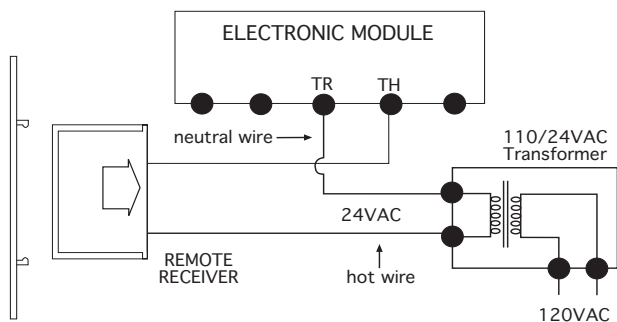 ELECTRONIC MODULE
TR TH
neutral wire
110/24VAC
Transformer
24VAC
REMOTE
RECEIVER
hot wire
120VAC